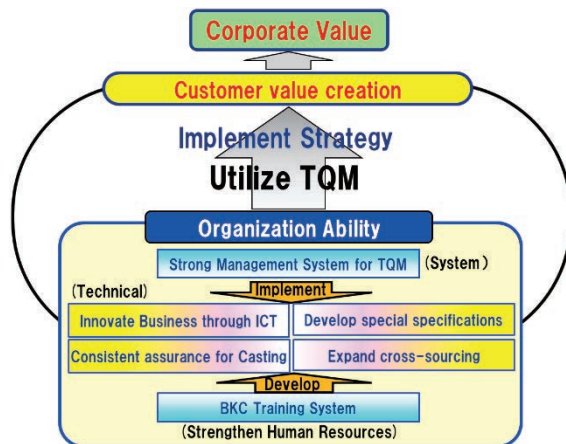 Corporate Value
Customer value creation
Implement Strategy
Utilize TQM
Organization Ability
Strong Management System for TQM
(System)
(Technical)
Implement
Innovate Business through ICT
Develop special specifications
Consistent assurance for Casting
Expand cross-sourcing
Develop
BKC Training System
(Strengthen Human Resources)